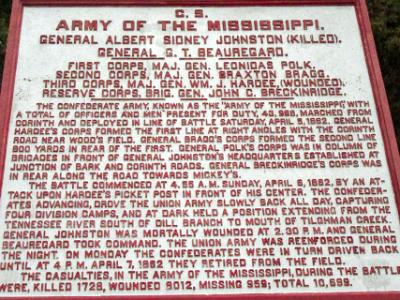 C. S.
ARMY OF THE MISSISSIPPI.
GENERAL ALBERT SIDNEY JOHNSTON (KILLED).
GENERAL G. T. BEAUREGARD.
FIRST CORPS, MAJ. GEN. LEONIDAS POLK.
SECOND CORPS, MAJ. GEN. BRAXTON BRAGG.
THIRD CORPS, MAJ. GEN. WM. J. HARDEE, (WOUNDED).
RESERVE CORPS, BRIG. GEN. JOHN C. BRECKINRIDGE.
THE CONFEDERATE ARMY, KNOWN AS THE "ARMY OF THE MISSISSIPPI," WITH
A TOTAL OF OFFICERS AND MEN PRESENT FOR DUTY, 43,968, MARCHED FROM
CORINTH AND DEPLOYED IN LINE OF BATTLE SATURDAY, APRIL 5, 1862. GENERAL
HARDEE'S CORPS FORMED THE FIRST LINE AT RIGHT ANGLES WITH THE CORINTH
ROAD NEAR WOOD'S FIELD. GENERAL BRAGG'S CORPS FORMED THE SECOND LINE
800 YARDS IN REAR OF THE FIRST. GENERAL POLK'S CORPS WAS IN COLUMN OF
BRIGADES IN FRONT OF GENERAL JOHNSTON'S HEADQUARTERS ESTABLISHED AT
JUNCTION OF BARK AND CORINTH ROADS. GENERAL BRECKINRIDGE'S CORPS WAS
IN REAR ALONG THE ROAD TOWARDS MICKEY'S.
THE BATTLE COMMENCED AT 4.55 A.M. SUNDAY, APRIL 6, 1862, BY AN AT-
TACK UPON HARDEE'S PICKET POST IN FRONT OF HIS CENTER. THE CONFEDER-
ATES ADVANCING, DROVE THE UNION ARMY SLOWLY BACK ALL DAY, CAPTURING
FOUR DIVISION CAMPS, AND AT DARK HELD A POSITION EXTENDING FROM THE
TENNESSEE RIVER SOUTH OF DILL BRANCH TO MOUTH OF TILGHMAN CREEK.
GENERAL JOHNSTON WAS MORTALLY WOUNDED AT 2.30 P.M. AND GENERAL
BEAUREGARD TOOK COMMAND. THE UNION ARMY WAS REENFORCED DURING
THE NIGHT. ON MONDAY THE CONFEDERATES WERE IN TURN DRIVEN BACK
UNTIL AT 4 P.M. APRIL 7, 1862 THEY RETIRED FROM THE FIELD.
THE CASUALTIES, IN THE ARMY OF THE MISSISSIPPI, DURING THE BATTLE
WERE, KILLED 1728, WOUNDED 8012, MISSING 959; TOTAL 10,699.